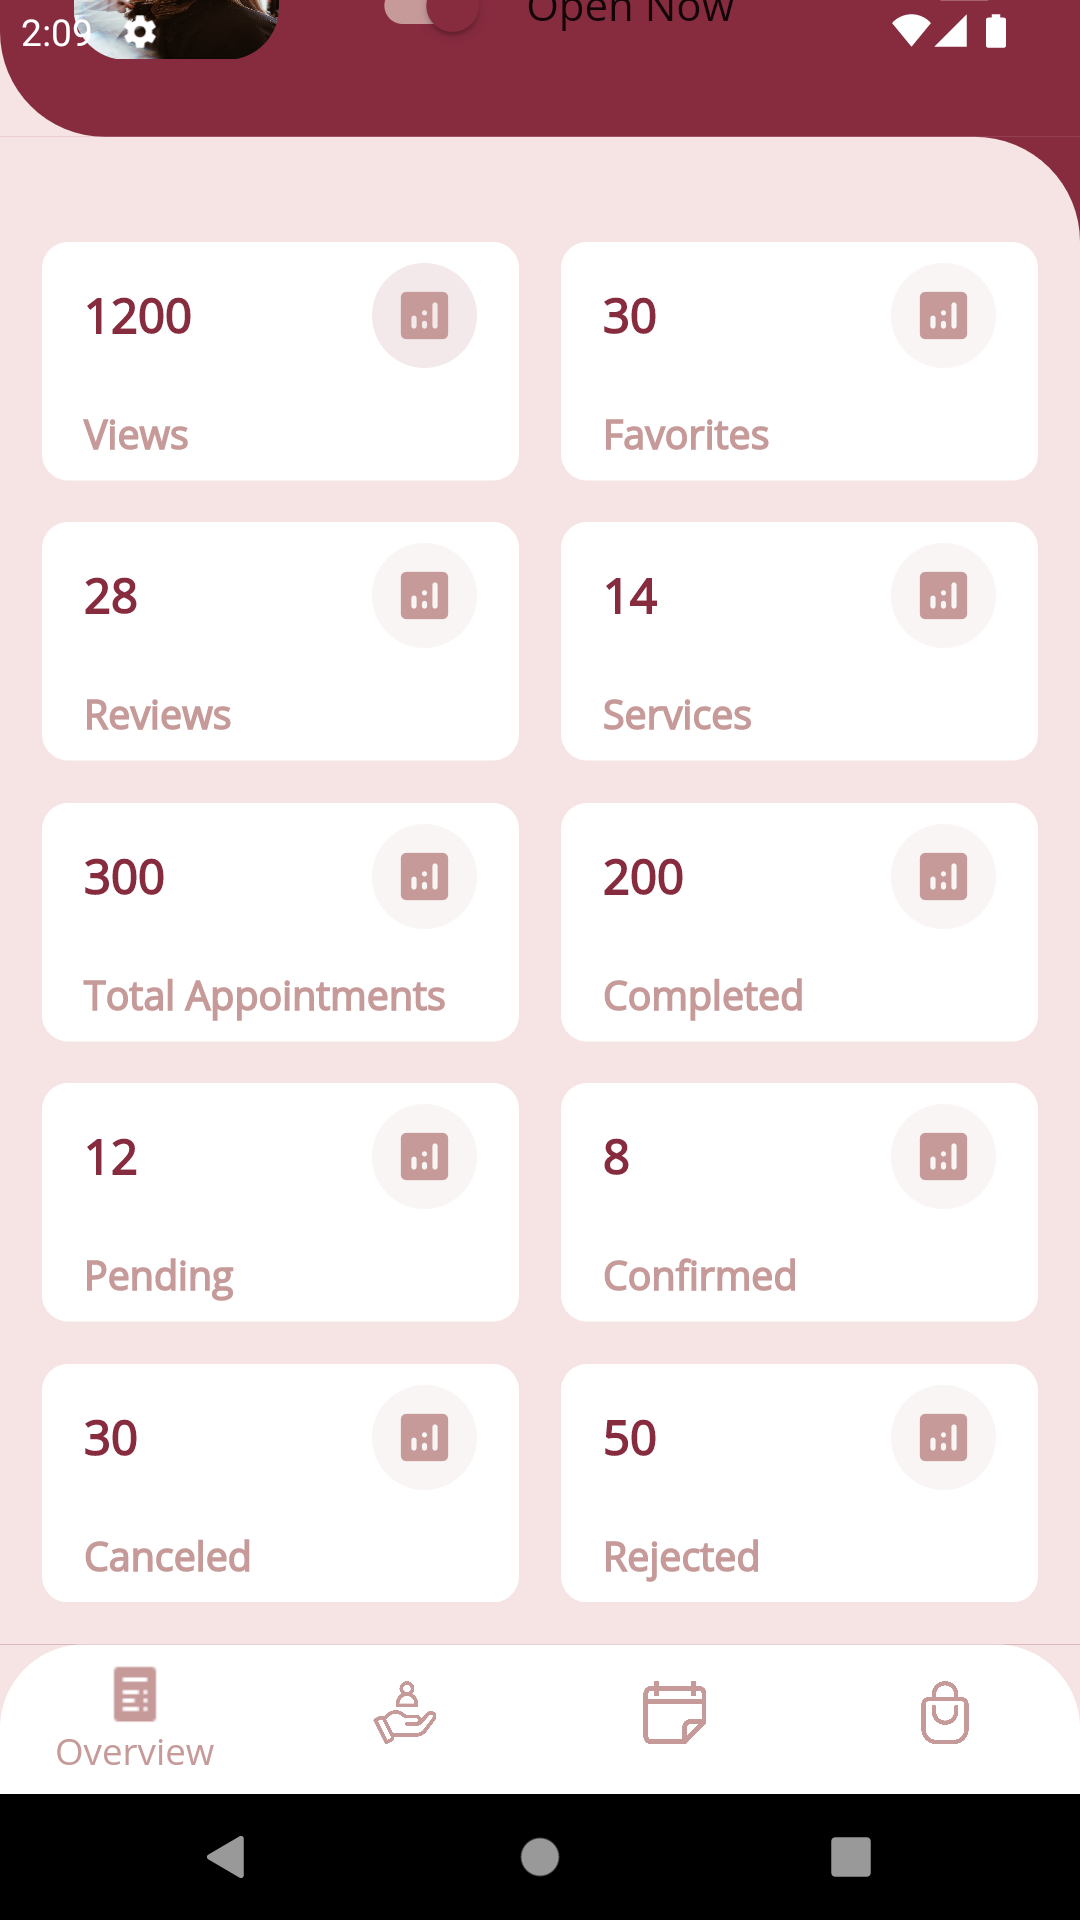 Open Now
2:09
1200
30
Views
Favorites
28
14
Reviews
Services
300
200
Total Appointments
Completed
12
8
Pending
Confirmed
30
50
Canceled
Rejected
Overview